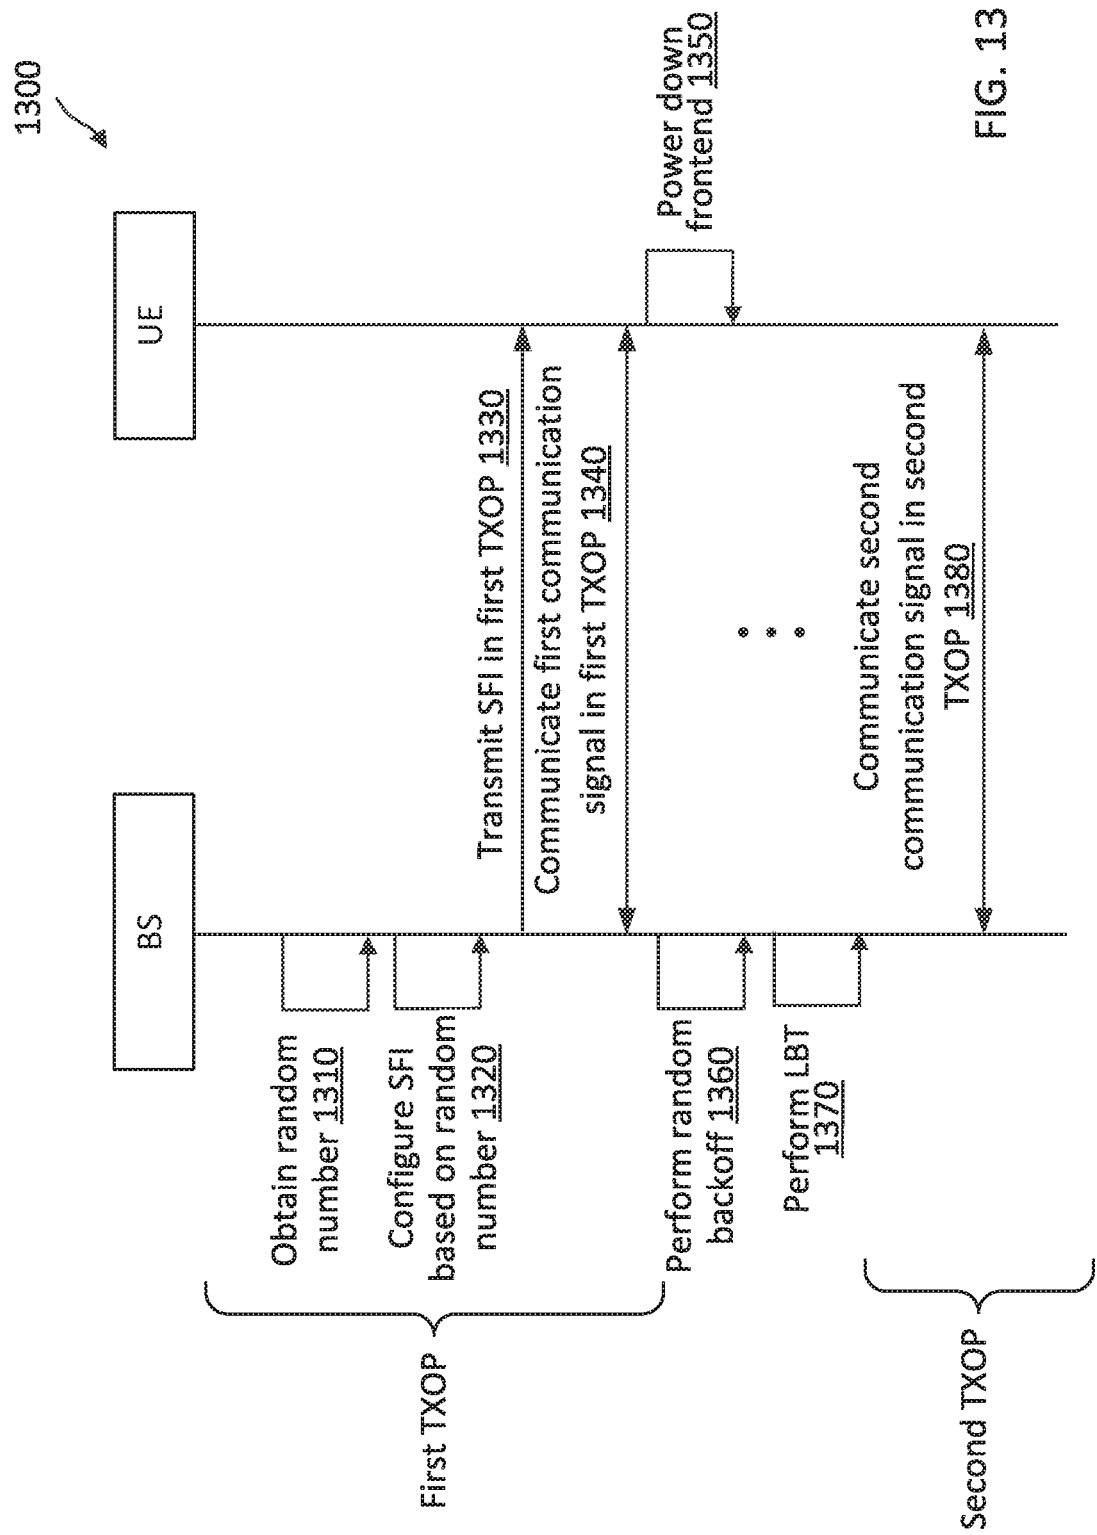 1300
BS
UE
First TXOP
Obtain random
number 1310
Configure SFI
based on random
number 1320
Transmit SFI in first TXOP 1330
Communicate first communication
signal in first TXOP 1340
Power down
frontend 1350
Perform random
backoff 1360
Perform LBT
1370
Second TXOP
Communicate second
communication signal in second
TXOP 1380
FIG. 13